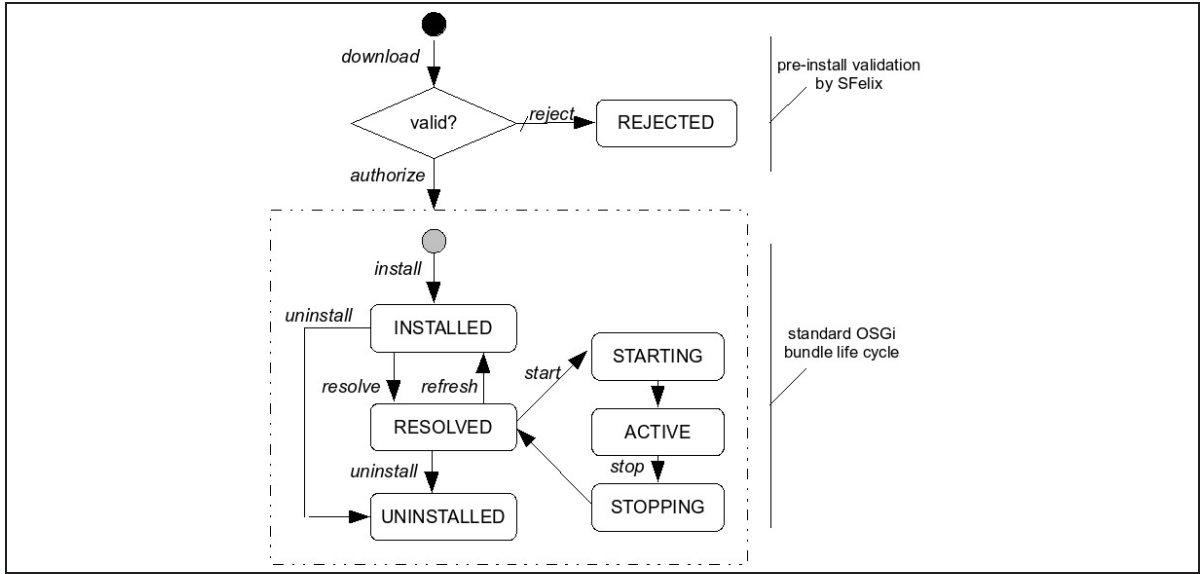 download
pre-install validation
by SFelix
valid?
reject
REJECTED
authorize
install
uninstall
INSTALLED
standard OSGi
bundle life cycle
STARTING
resolve
refresh
start
RESOLVED
ACTIVE
uninstall
stop
UNINSTALLED
STOPPING